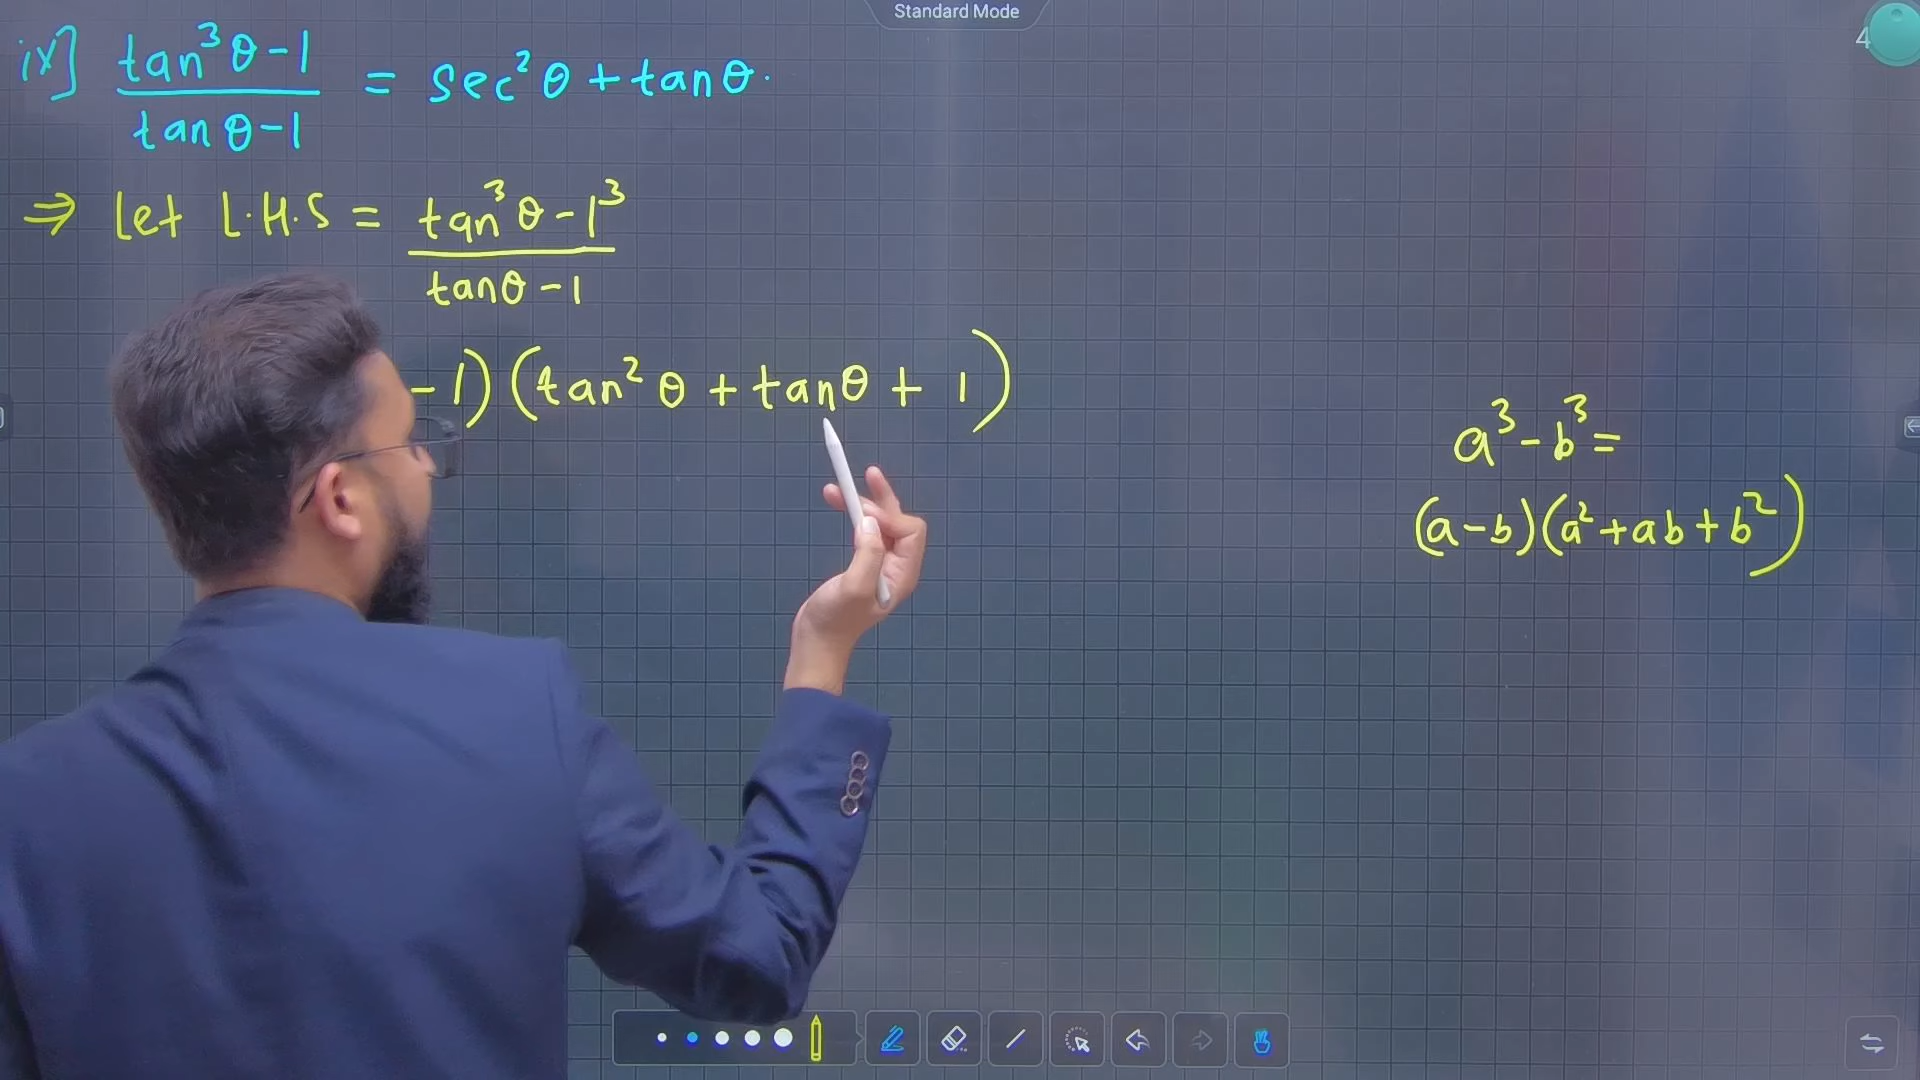 Standard Mode
4
ix] tan³θ-1 / tanθ-1 = sec²θ + tanθ.
⇒ Let L.H.S = tan³θ-1³ / tanθ-1
-1)(tan²θ + tanθ + 1)
a³-b³=
(a-b)(a²+ab+b²)